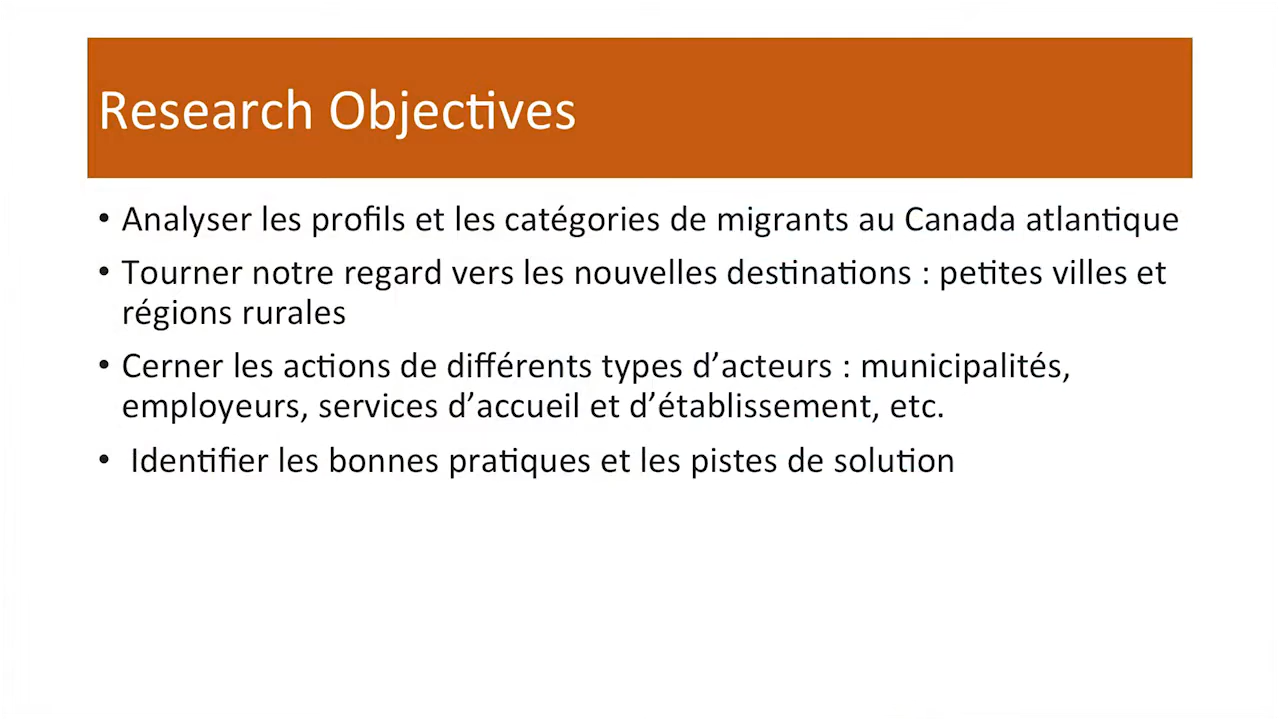 Research Objectives
• Analyser les profils et les catégories de migrants au Canada atlantique
• Tourner notre regard vers les nouvelles destinations : petites villes et
régions rurales
• Cerner les actions de différents types d’acteurs : municipalités,
employeurs, services d’accueil et d’établissement, etc.
• Identifier les bonnes pratiques et les pistes de solution